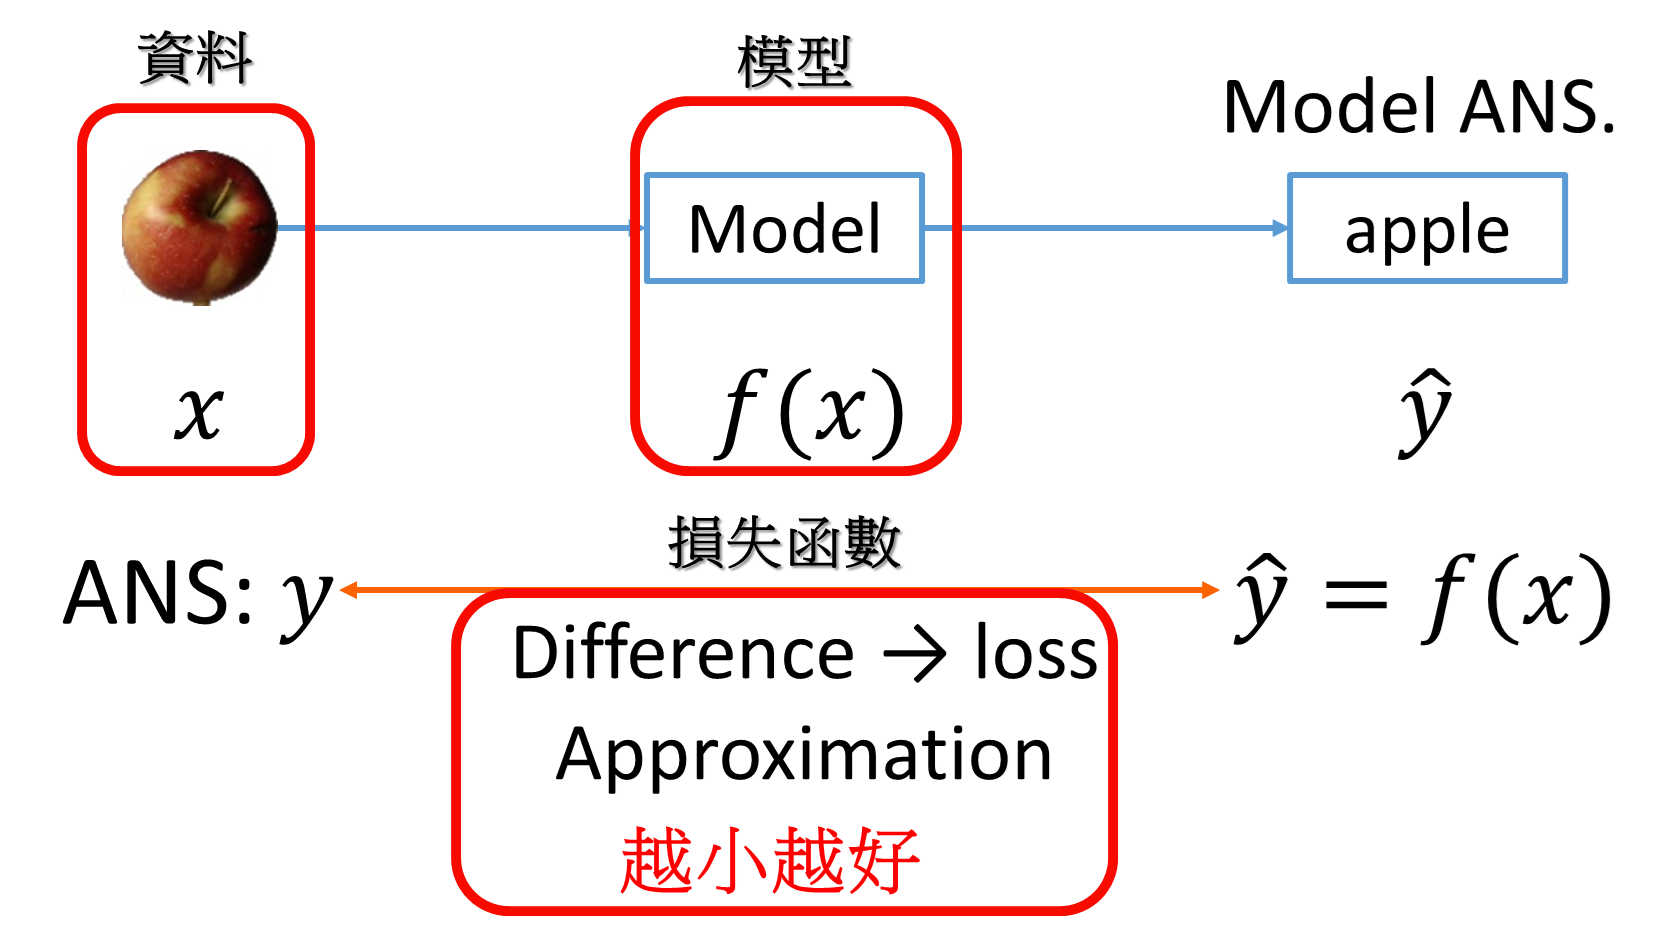 資料
模型
Model ANS.
Model
apple
x
f(x)
ŷ
損失函數
ANS: y
ŷ = f(x)
Difference → loss
Approximation
越小越好